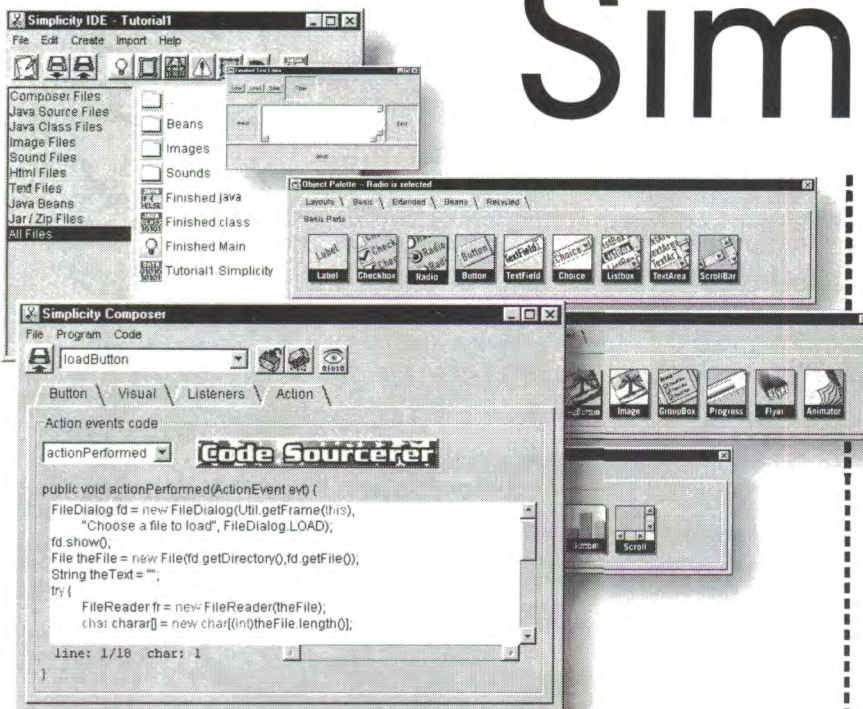 Sim
Simplicity IDE - Tutorial1
File Edit Create Import Help
Composer Files
Java Source Files
Java Class Files
Image Files
Sound Files
Html Files
Text Files
Java Beans
Jar / Zip Files
All Files
..
Beans
Images
Sounds
Finished.java
Finished.class
Finished.Main
Tutorial1.Simplicity
Object Palette - Radio is selected
Layouts \ Basic \ Extended \ Beans \ Recycled \
Basic Parts
Label Checkbox Radio Button TextField Choice Listbox TextArea ScrollBar
Image GroupBox Progress Flyer Animator
Scroll
Simplicity Composer
File Program Code
loadButton
Button \ Visual \ Listeners \ Action \
Action events code
actionPerformed
Code Sourcerer
public void actionPerformed(ActionEvent evt) {
FileDialog fd = new FileDialog(Util.getFrame(this),
"Choose a file to load", FileDialog.LOAD);
fd.show();
File theFile = new File(fd.getDirectory(),fd.getFile());
String theText = "";
try {
FileReader fr = new FileReader(theFile);
char charar[] = new char[(int)theFile.length()];
line: 1/18 char: 1
}